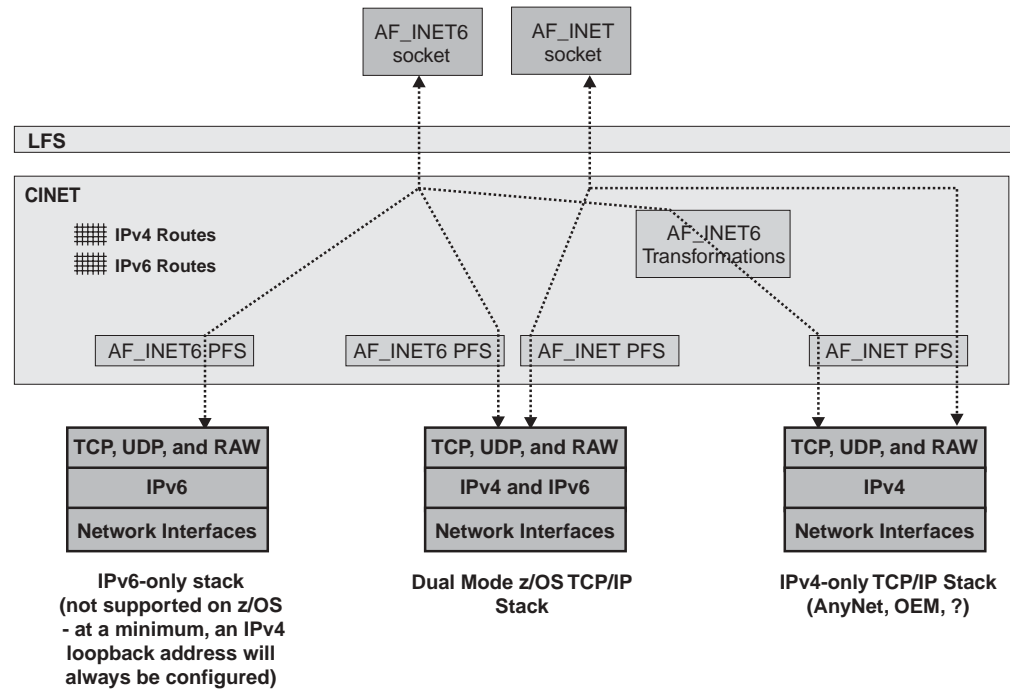 AF_INET6
socket
AF_INET
socket
LFS
CINET
IPv4 Routes
IPv6 Routes
AF_INET6
Transformations
AF_INET6 PFS
AF_INET6 PFS
AF_INET PFS
AF_INET PFS
TCP, UDP, and RAW
IPv6
Network Interfaces
TCP, UDP, and RAW
IPv4 and IPv6
Network Interfaces
TCP, UDP, and RAW
IPv4
Network Interfaces
IPv6-only stack
(not supported on z/OS
- at a minimum, an IPv4
loopback address will
always be configured)
Dual Mode z/OS TCP/IP
Stack
IPv4-only TCP/IP Stack
(AnyNet, OEM, ?)